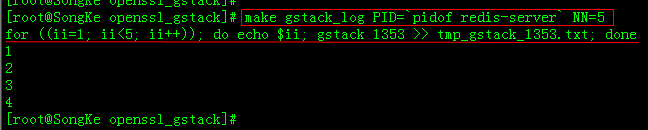 [root@SongKe openssl_gstack]#
[root@SongKe openssl_gstack]# make gstack_log PID=`pidof redis-server` NN=5
for ((ii=1; ii<5; ii++)); do echo $ii; gstack 1353 >> tmp_gstack_1353.txt; done
1
2
3
4
[root@SongKe openssl_gstack]#